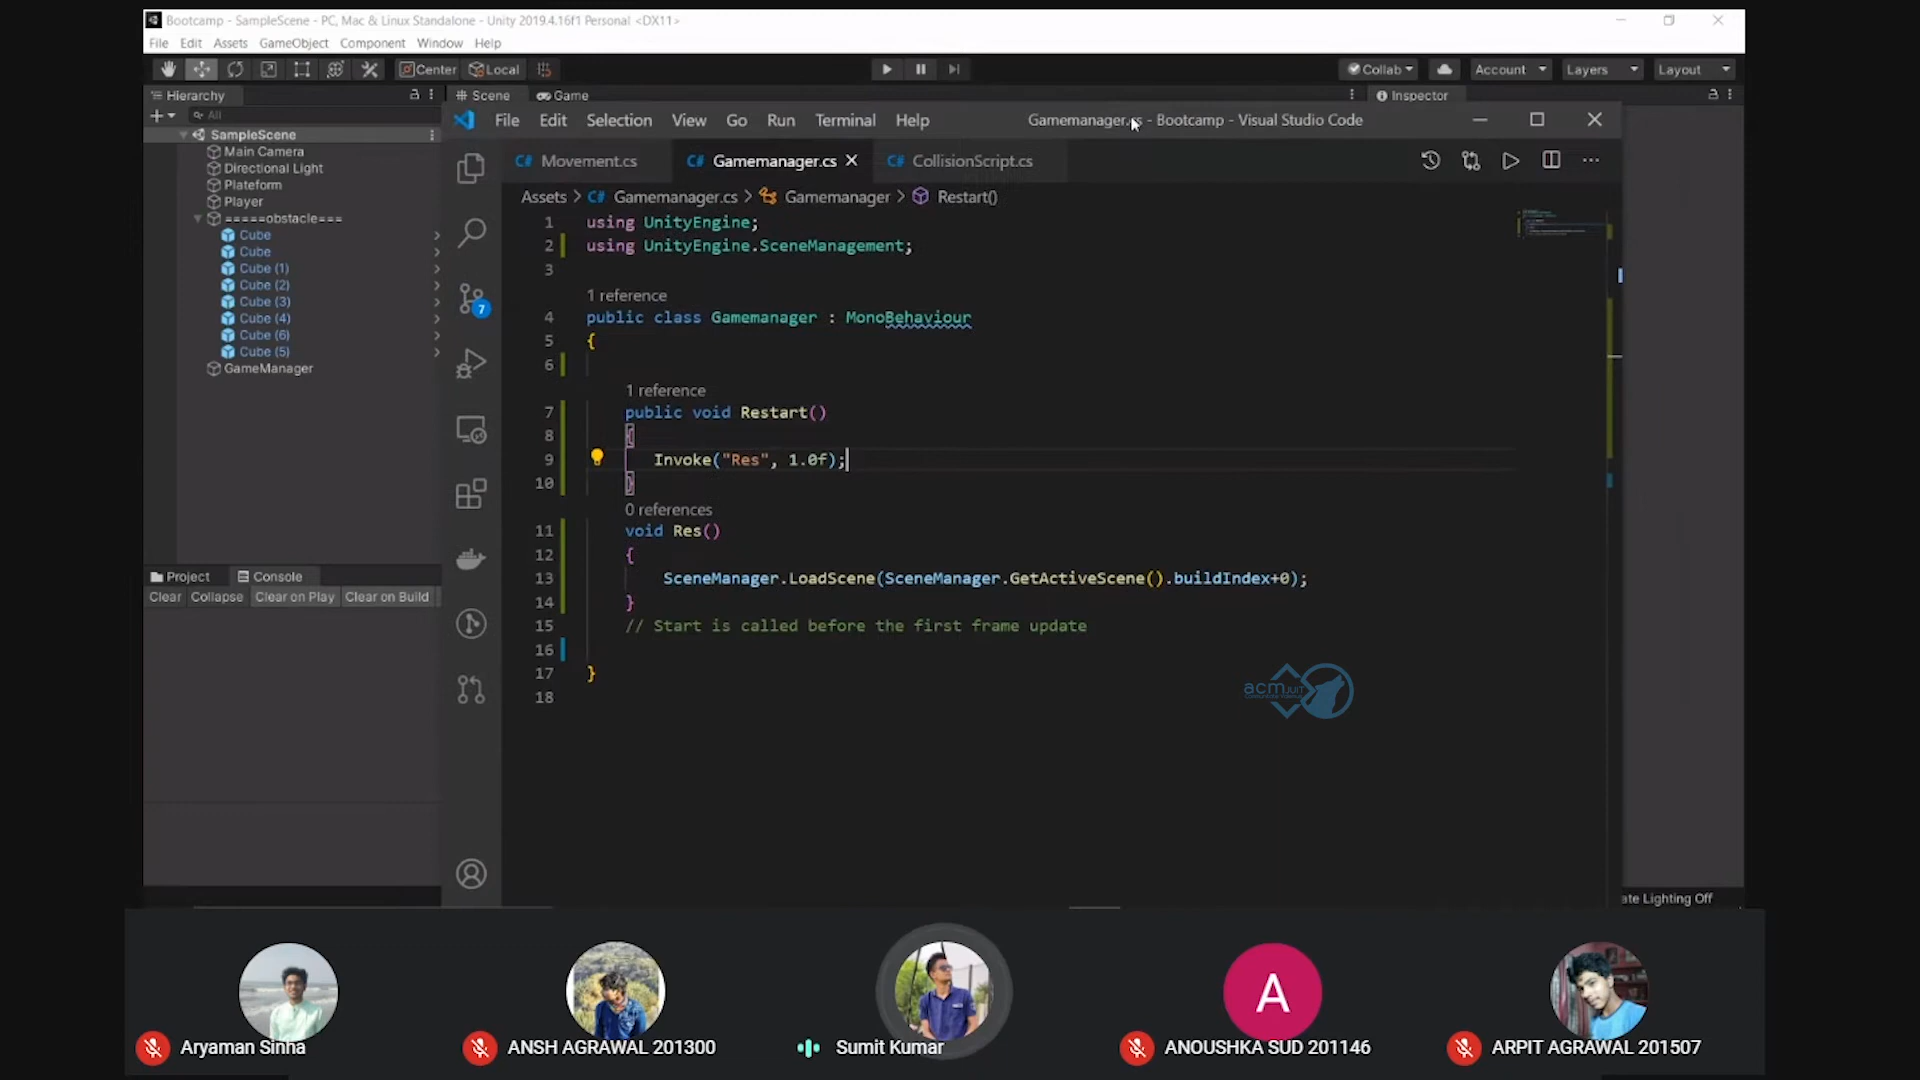 Bootcamp - SampleScene - PC, Mac & Linux Standalone - Unity 2019.4.16f1 Personal <DX11>
File Edit Assets GameObject Component Window Help
Center Local Collab Account Layers Layout
Hierarchy Scene Game Inspector
All
SampleScene
Main Camera
Directional Light
Plateform
Player
=====obstacle===
Cube
Cube
Cube (1)
Cube (2)
Cube (3)
Cube (4)
Cube (6)
Cube (5)
GameManager
Project Console
Clear Collapse Clear on Play Clear on Build
File Edit Selection View Go Run Terminal Help
Gamemanager.cs - Bootcamp - Visual Studio Code
C# Movement.cs C# Gamemanager.cs C# CollisionScript.cs
Assets > C# Gamemanager.cs > Gamemanager > Restart()
7
1 using UnityEngine;
2 using UnityEngine.SceneManagement;
3
1 reference
4 public class Gamemanager : MonoBehaviour
5 {
6
1 reference
7 public void Restart()
8 {
9 Invoke("Res", 1.0f);
10 }
0 references
11 void Res()
12 {
13 SceneManager.LoadScene(SceneManager.GetActiveScene().buildIndex+0);
14 }
15 // Start is called before the first frame update
16
17 }
18
acm JUIT
ate Lighting Off
A
Aryaman Sinha
ANSH AGRAWAL 201300
Sumit Kumar
ANOUSHKA SUD 201146
ARPIT AGRAWAL 201507